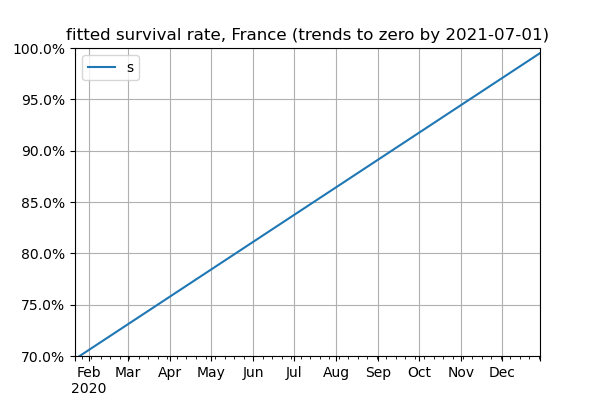 fitted survival rate, France (trends to zero by 2021-07-01)
100.0%
s
95.0%
90.0%
85.0%
80.0%
75.0%
70.0%
Feb Mar Apr May Jun Jul Aug Sep Oct Nov Dec
2020